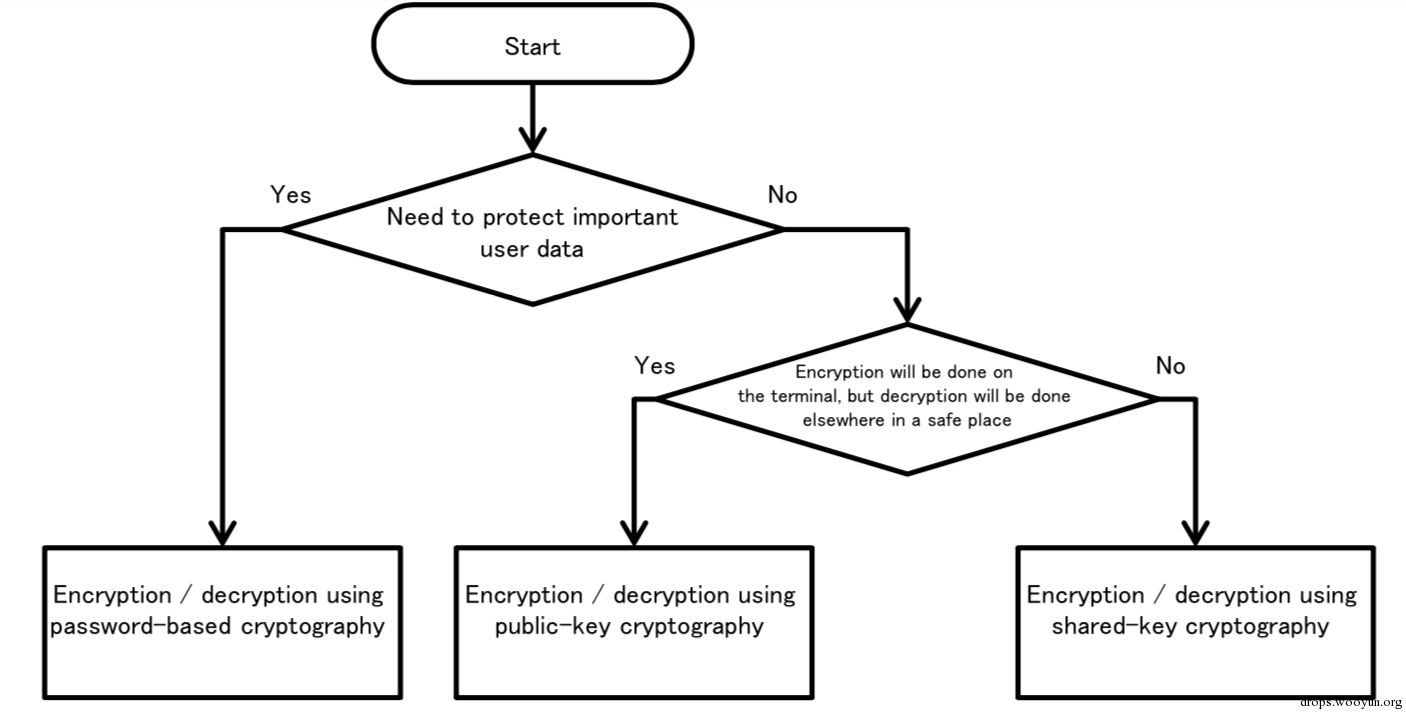 Start
Yes
No
Need to protect important
user data
Yes
No
Encryption will be done on
the terminal, but decryption will be done
elsewhere in a safe place
Encryption / decryption using
password-based cryptography
Encryption / decryption using
public-key cryptography
Encryption / decryption using
shared-key cryptography
drops.wooyun.org